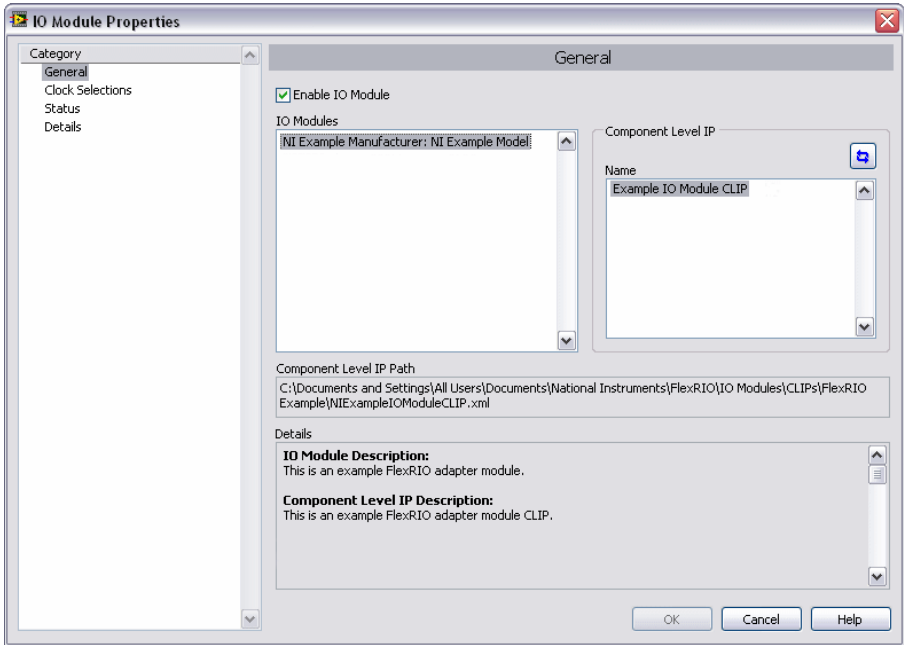 IO Module Properties
Category
General
Clock Selections
Status
Details
General
Enable IO Module
IO Modules
NI Example Manufacturer: NI Example Model
Component Level IP
Name
Example IO Module CLIP
Component Level IP Path
C:\Documents and Settings\All Users\Documents\National Instruments\FlexRIO\IO Modules\CLIPs\FlexRIO
Example\NIExampleIOModuleCLIP.xml
Details
IO Module Description:
This is an example FlexRIO adapter module.
Component Level IP Description:
This is an example FlexRIO adapter module CLIP.
OK Cancel Help